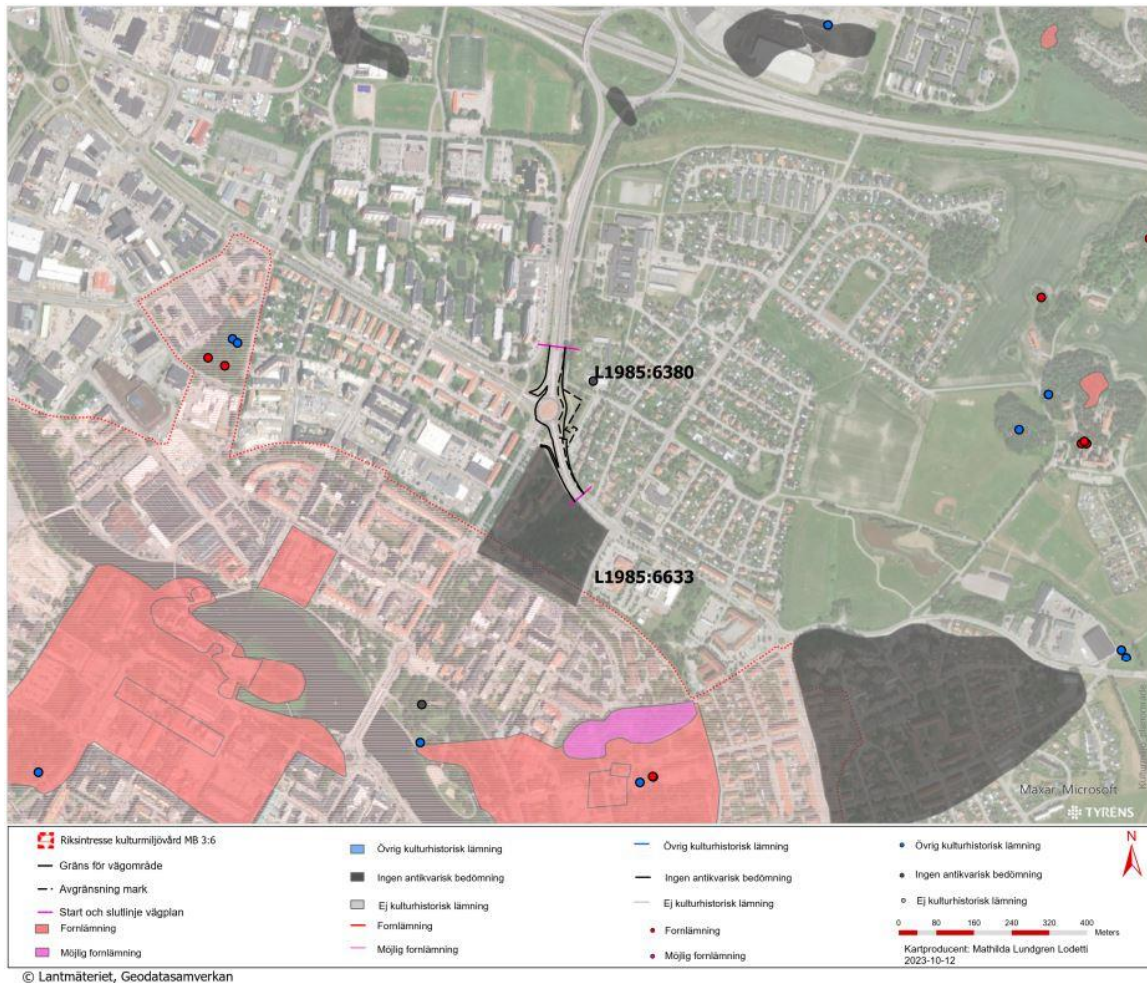 L1985:6380
L1985:6633
Maxar, Microsoft
TYRENS
Riksintresse kulturmiljövård MB 3:6
Gräns för vägområde
Avgränsning mark
Start och slutlinje vägplan
Fornlämning
Möjlig fornlämning
Övrig kulturhistorisk lämning
Ingen antikvarisk bedömning
Ej kulturhistorisk lämning
Fornlämning
Möjlig fornlämning
Övrig kulturhistorisk lämning
Ingen antikvarisk bedömning
Ej kulturhistorisk lämning
Fornlämning
Möjlig fornlämning
Övrig kulturhistorisk lämning
Ingen antikvarisk bedömning
Ej kulturhistorisk lämning
N
0 40 80 160 240 320 400
Meters
Kartproducent: Mathilda Lundgren Lodetti
2023-10-12
© Lantmäteriet, Geodatasamverkan